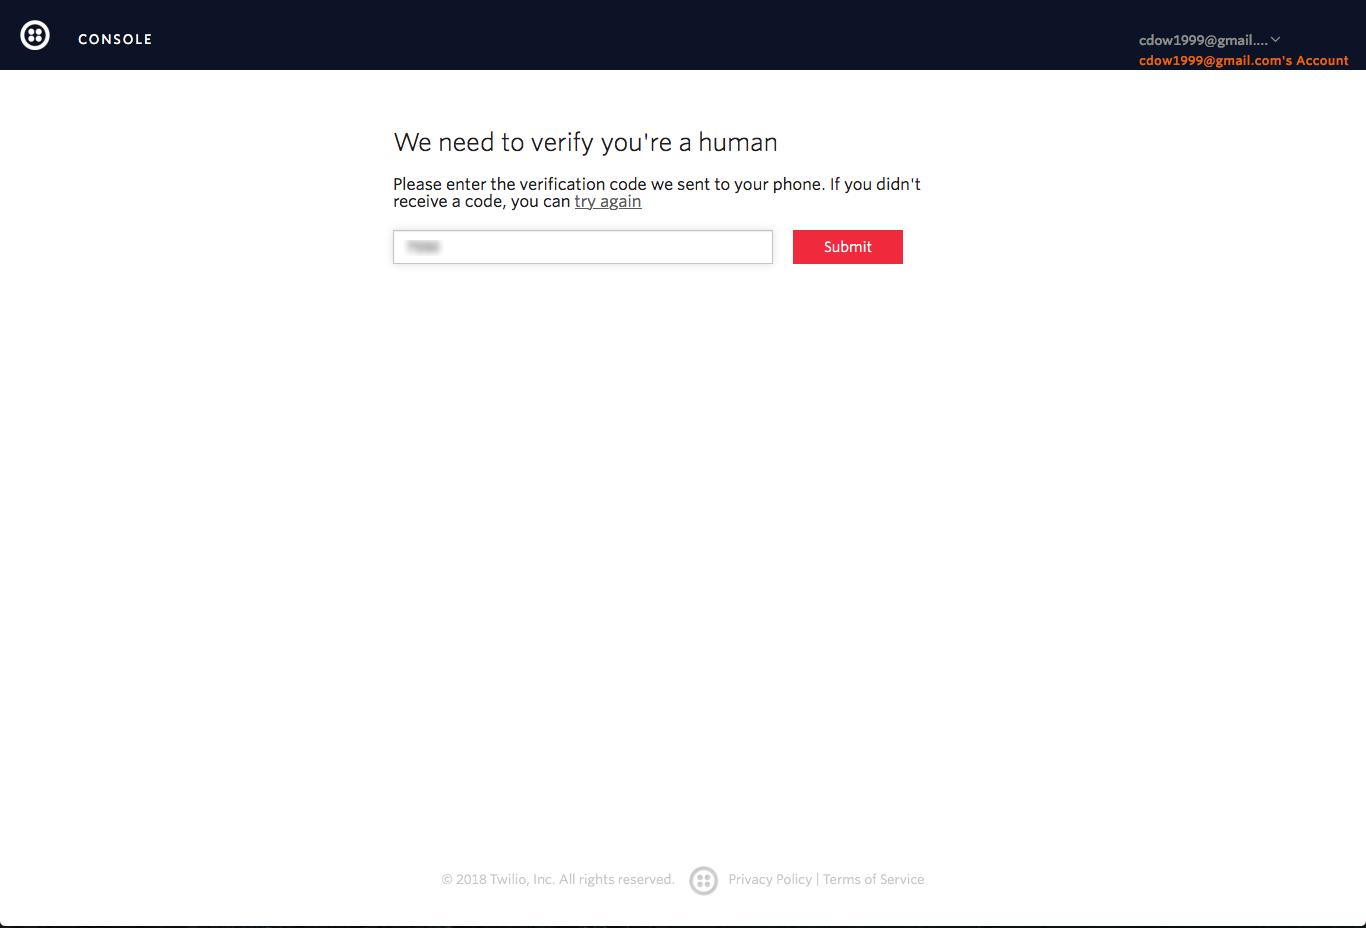 CONSOLE
cdow1999@gmail....
cdow1999@gmail.com's Account
We need to verify you're a human
Please enter the verification code we sent to your phone. If you didn't
receive a code, you can try again
Submit
© 2018 Twilio, Inc. All rights reserved. Privacy Policy | Terms of Service